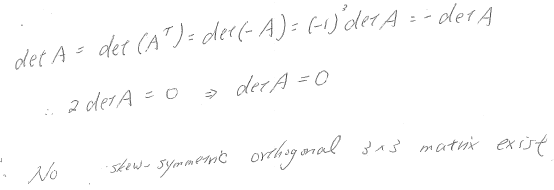 det A = det (Aᵀ) = det(-A) = (-1)³ det A = - det A
∴ 2 det A = 0 ⇒ det A = 0
∴ No skew-symmetric orthogonal 3×3 matrix exist